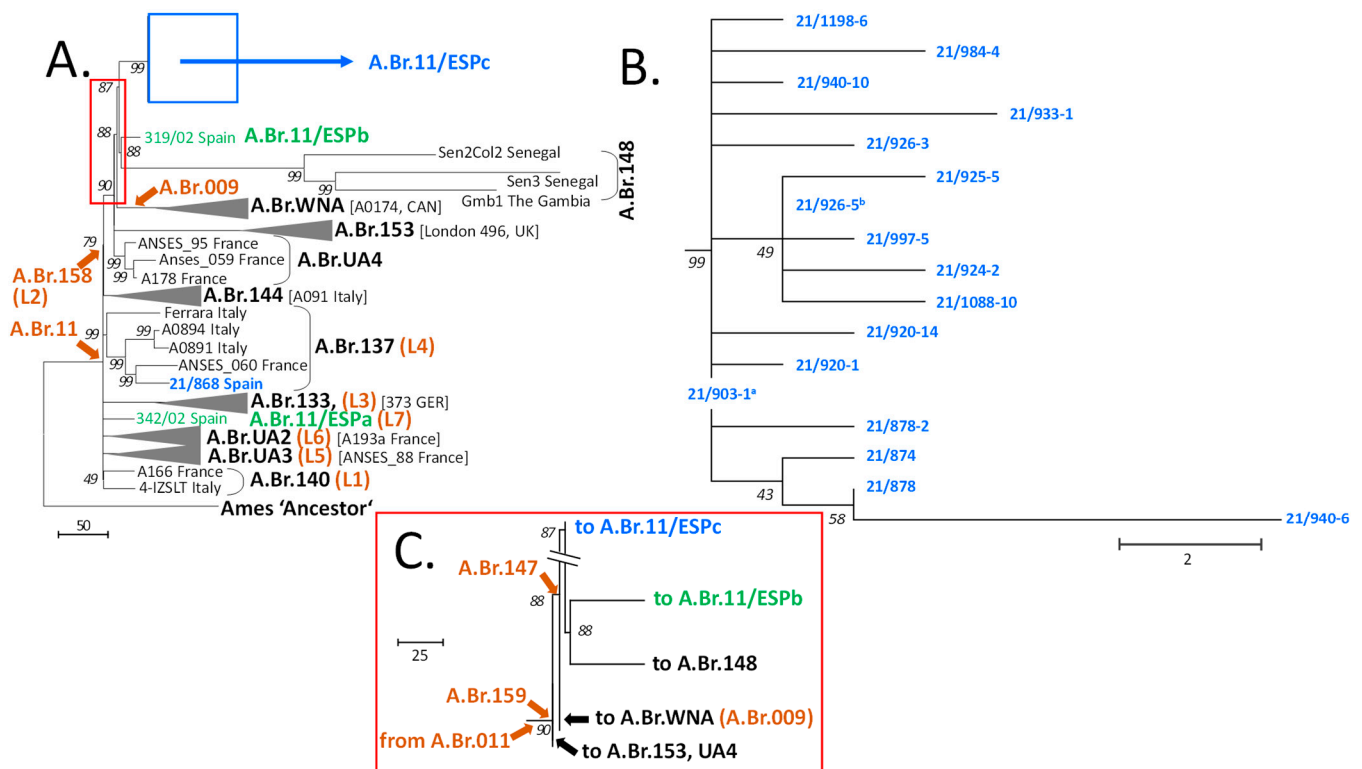 A.
99
A.Br.11/ESPc
87
88
319/02 Spain A.Br.11/ESPb
88
Sen2Col2 Senegal
99
Sen3 Senegal
99
Gmb1 The Gambia
A.Br.148
90
A.Br.009
A.Br.WNA [A0174, CAN]
A.Br.153 [London 496, UK]
79
ANSES_95 France
99
Anses_059 France
99
A178 France
A.Br.UA4
A.Br.158
(L2)
A.Br.144 [A091 Italy]
A.Br.11
99
Ferrara Italy
A0894 Italy
99
A0891 Italy
99
ANSES_060 France
99
21/868 Spain
A.Br.137 (L4)
A.Br.133, (L3) [373 GER]
342/02 Spain A.Br.11/ESPa (L7)
A.Br.UA2 (L6) [A193a France]
A.Br.UA3 (L5) [ANSES_88 France]
A166 France
49
4-IZSLT Italy
A.Br.140 (L1)
Ames ‘Ancestor‘
50
B.
21/1198-6
21/984-4
21/940-10
21/933-1
21/926-3
21/925-5
21/926-5b
21/997-5
99
49
21/924-2
21/1088-10
21/920-14
21/920-1
21/903-1a
21/878-2
21/874
43
21/878
58
21/940-6
2
C.
87
to A.Br.11/ESPc
A.Br.147
88
to A.Br.11/ESPb
88
25
to A.Br.148
A.Br.159
to A.Br.WNA (A.Br.009)
90
from A.Br.011
to A.Br.153, UA4